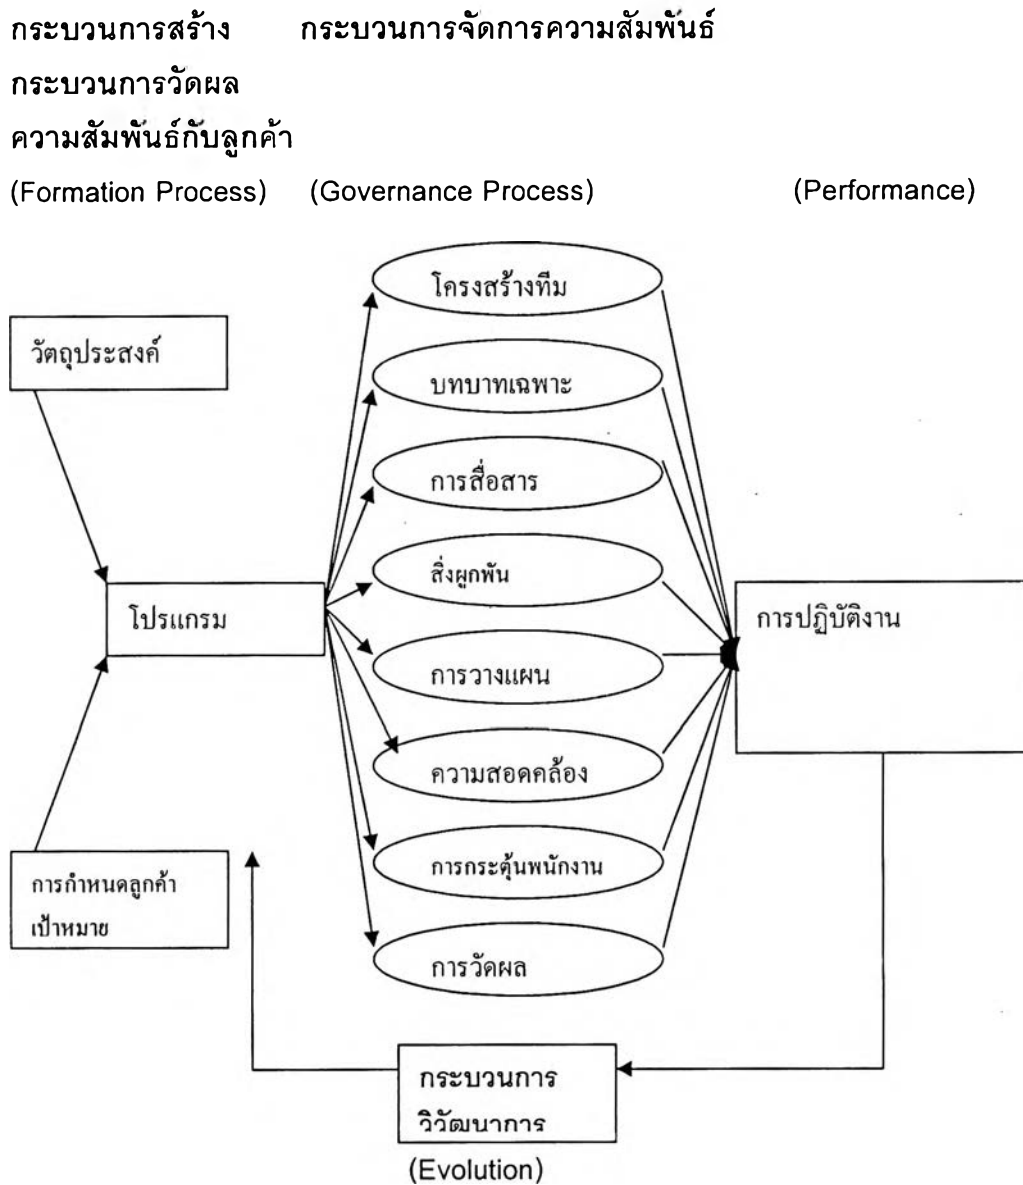 กระบวนการสร้าง กระบวนการจัดการความสัมพันธ์
กระบวนการวัดผล
ความสัมพันธ์กับลูกค้า
(Formation Process) (Governance Process) (Performance)
โครงสร้างทีม
วัตถุประสงค์
บทบาทเฉพาะ
การสื่อสาร
สิ่งผูกพัน
โปรแกรม
การปฏิบัติงาน
การวางแผน
ความสอดคล้อง
การกระตุ้นพนักงาน
การกำหนดลูกค้า
เป้าหมาย
การวัดผล
กระบวนการ
วิวัฒนาการ
(Evolution)